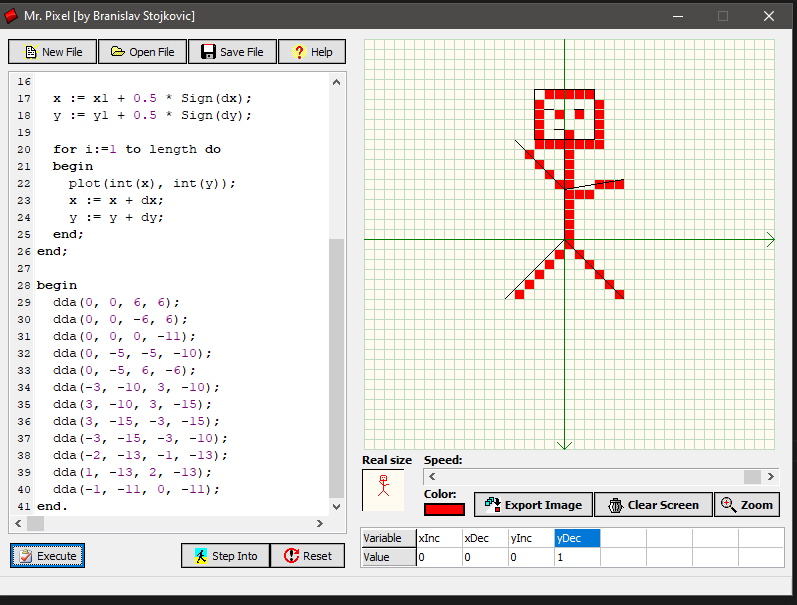 Mr. Pixel [by Branislav Stojkovic]
New File Open File Save File Help
16
17 x := x1 + 0.5 * Sign(dx);
18 y := y1 + 0.5 * Sign(dy);
19
20 for i:=1 to length do
21 begin
22 plot(int(x), int(y));
23 x := x + dx;
24 y := y + dy;
25 end;
26 end;
27
28 begin
29 dda(0, 0, 6, 6);
30 dda(0, 0, -6, 6);
31 dda(0, 0, 0, -11);
32 dda(0, -5, -5, -10);
33 dda(0, -5, 6, -6);
34 dda(-3, -10, 3, -10);
35 dda(3, -10, 3, -15);
36 dda(3, -15, -3, -15);
37 dda(-3, -15, -3, -10);
38 dda(-2, -13, -1, -13);
39 dda(1, -13, 2, -13);
40 dda(-1, -11, 0, -11);
41 end.
Execute Step Into Reset
Real size Speed:
Color:
Export Image Clear Screen Zoom
Variable xInc xDec yInc yDec
Value 0 0 0 1